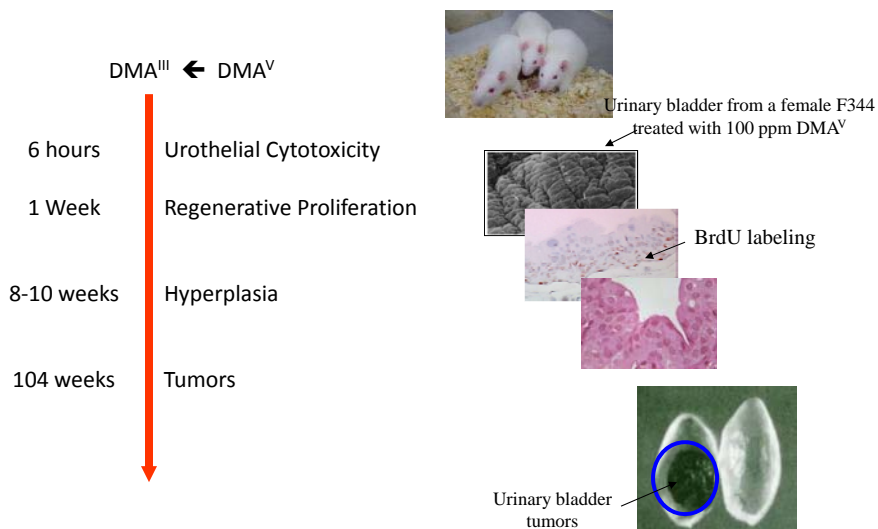 DMAᴵᴵᴵ 🡨 DMAⱽ
Urinary bladder from a female F344
treated with 100 ppm DMAⱽ
6 hours Urothelial Cytotoxicity
1 Week Regenerative Proliferation
BrdU labeling
8-10 weeks Hyperplasia
104 weeks Tumors
Urinary bladder
tumors